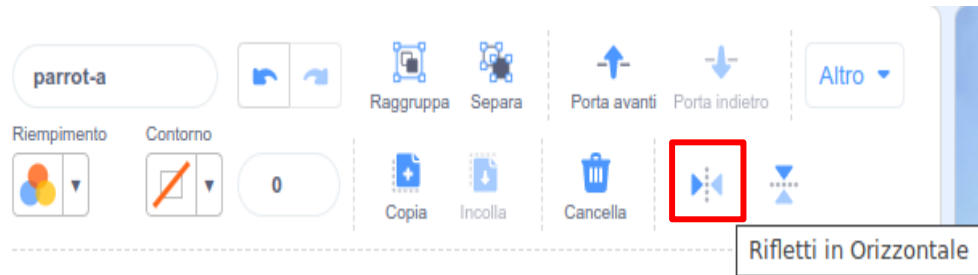 parrot-a
Raggruppa Separa Porta avanti Porta indietro Altro
Riempimento Contorno
0
Copia Incolla Cancella
Rifletti in Orizzontale